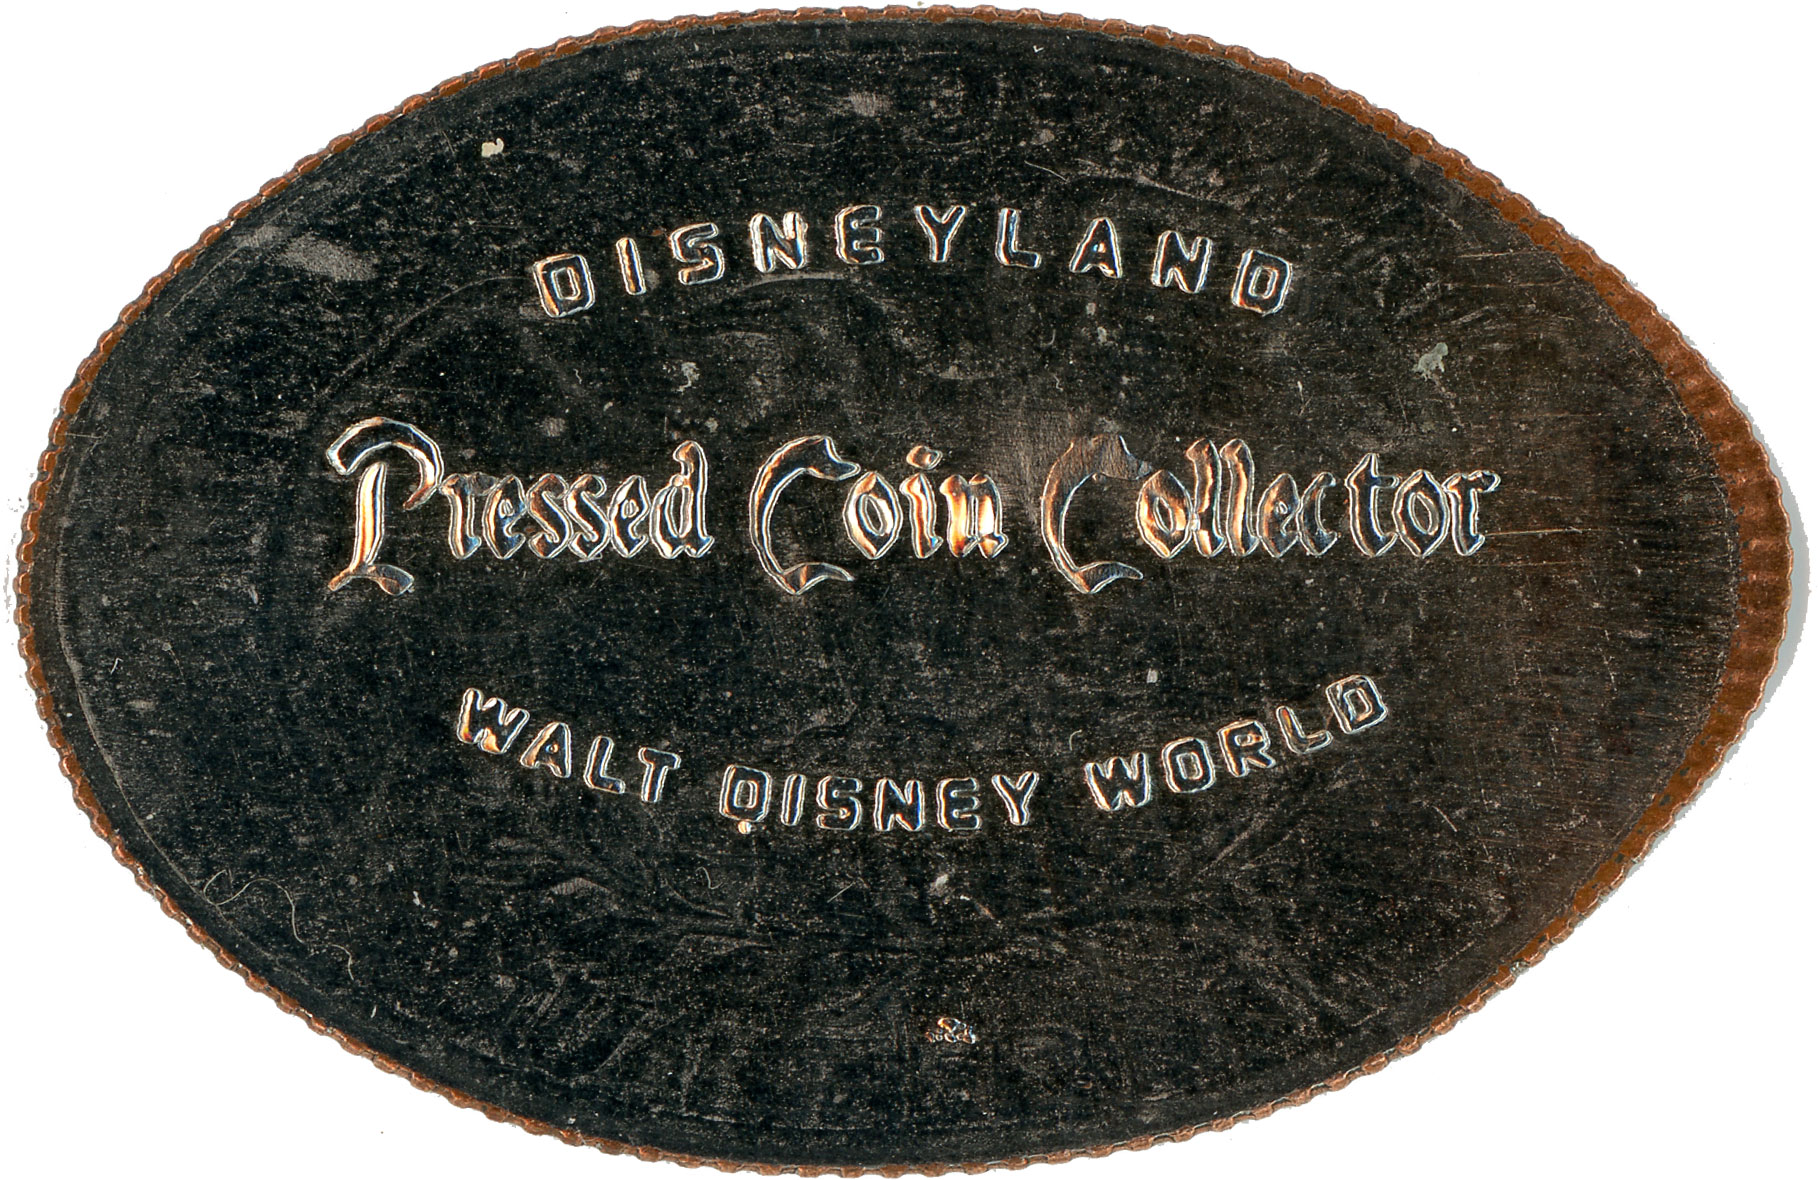 DISNEYLAND
Pressed Coin Collector
WALT DISNEY WORLD